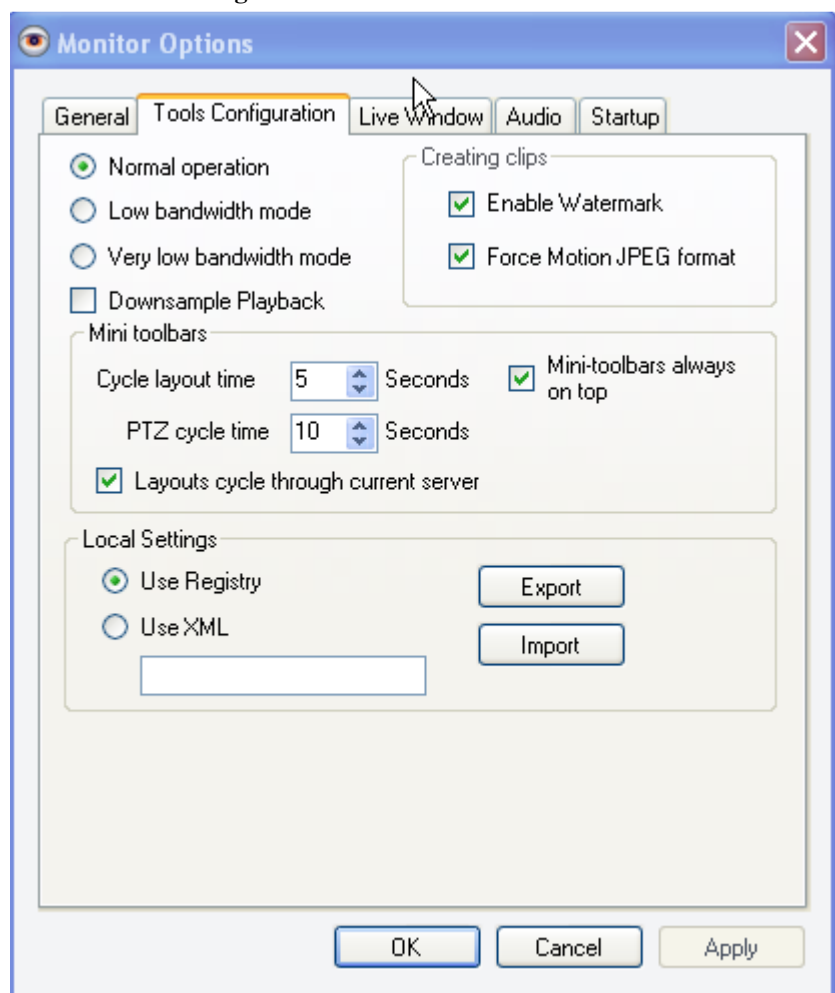 Monitor Options
General Tools Configuration Live Window Audio Startup
Normal operation
Low bandwidth mode
Very low bandwidth mode
Downsample Playback
Creating clips
Enable Watermark
Force Motion JPEG format
Mini toolbars
Cycle layout time 5 Seconds
Mini-toolbars always
on top
PTZ cycle time 10 Seconds
Layouts cycle through current server
Local Settings
Use Registry
Export
Use XML
Import
OK Cancel Apply